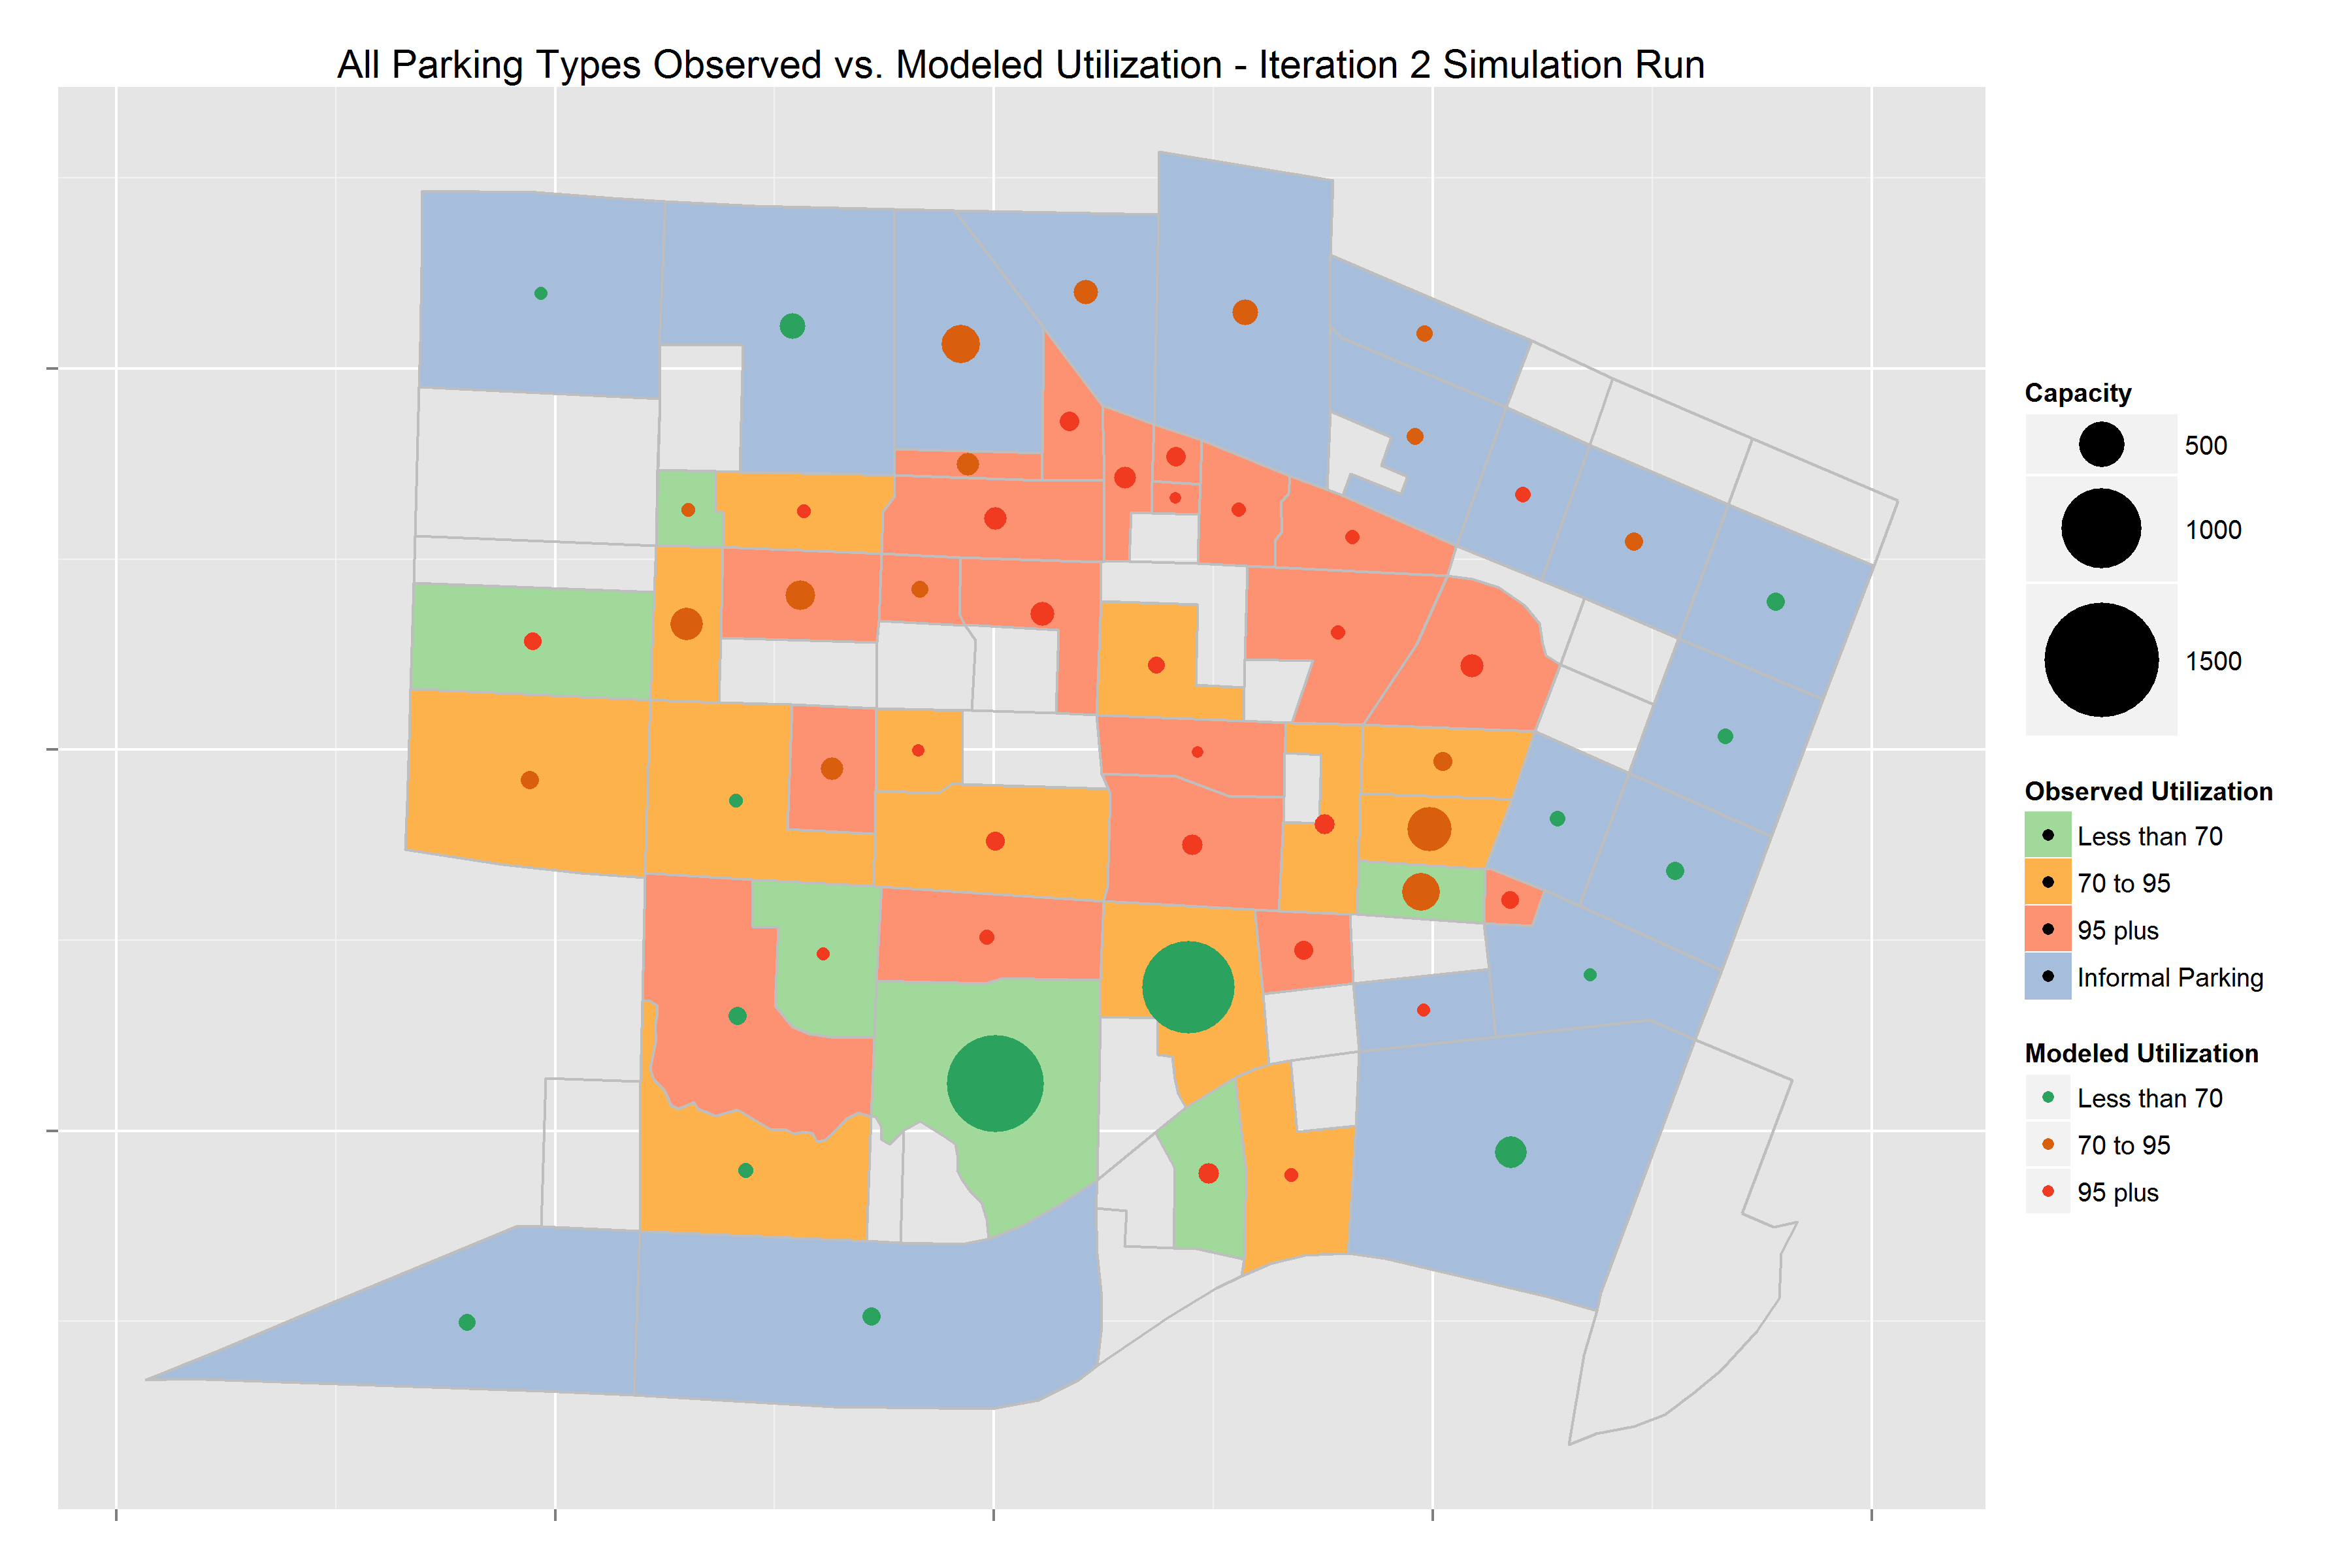 All Parking Types Observed vs. Modeled Utilization - Iteration 2 Simulation Run
Capacity
500
1000
1500
Observed Utilization
Less than 70
70 to 95
95 plus
Informal Parking
Modeled Utilization
Less than 70
70 to 95
95 plus